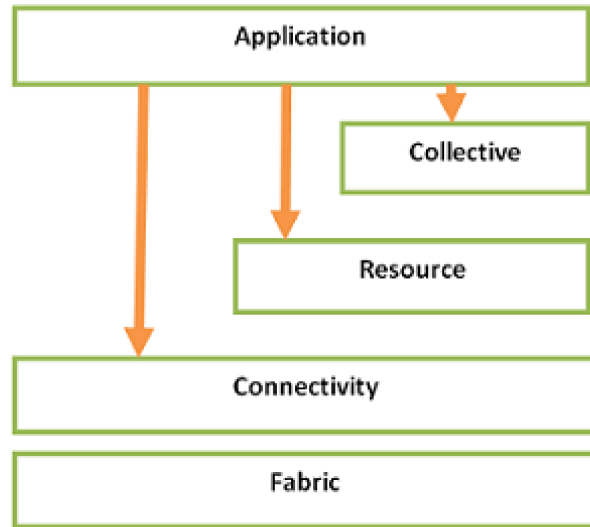 Application
Collective
Resource
Connectivity
Fabric